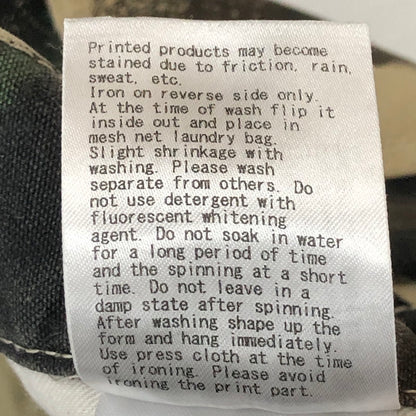 Printed products may become
stained due to friction, rain,
sweat, etc.
Iron on reverse side only.
At the time of wash flip it
inside out and place in
mesh net laundry bag.
Slight shrinkage with
washing. Please wash
separate from others. Do
not use detergent with
fluorescent whitening
agent. Do not soak in water
for a long period of time
and the spinning at a short
time. Do not leave in a
damp state after spinning.
After washing shape up the
form and hang immediately.
Use press cloth at the time
of ironing. Please avoid
ironing the print part.